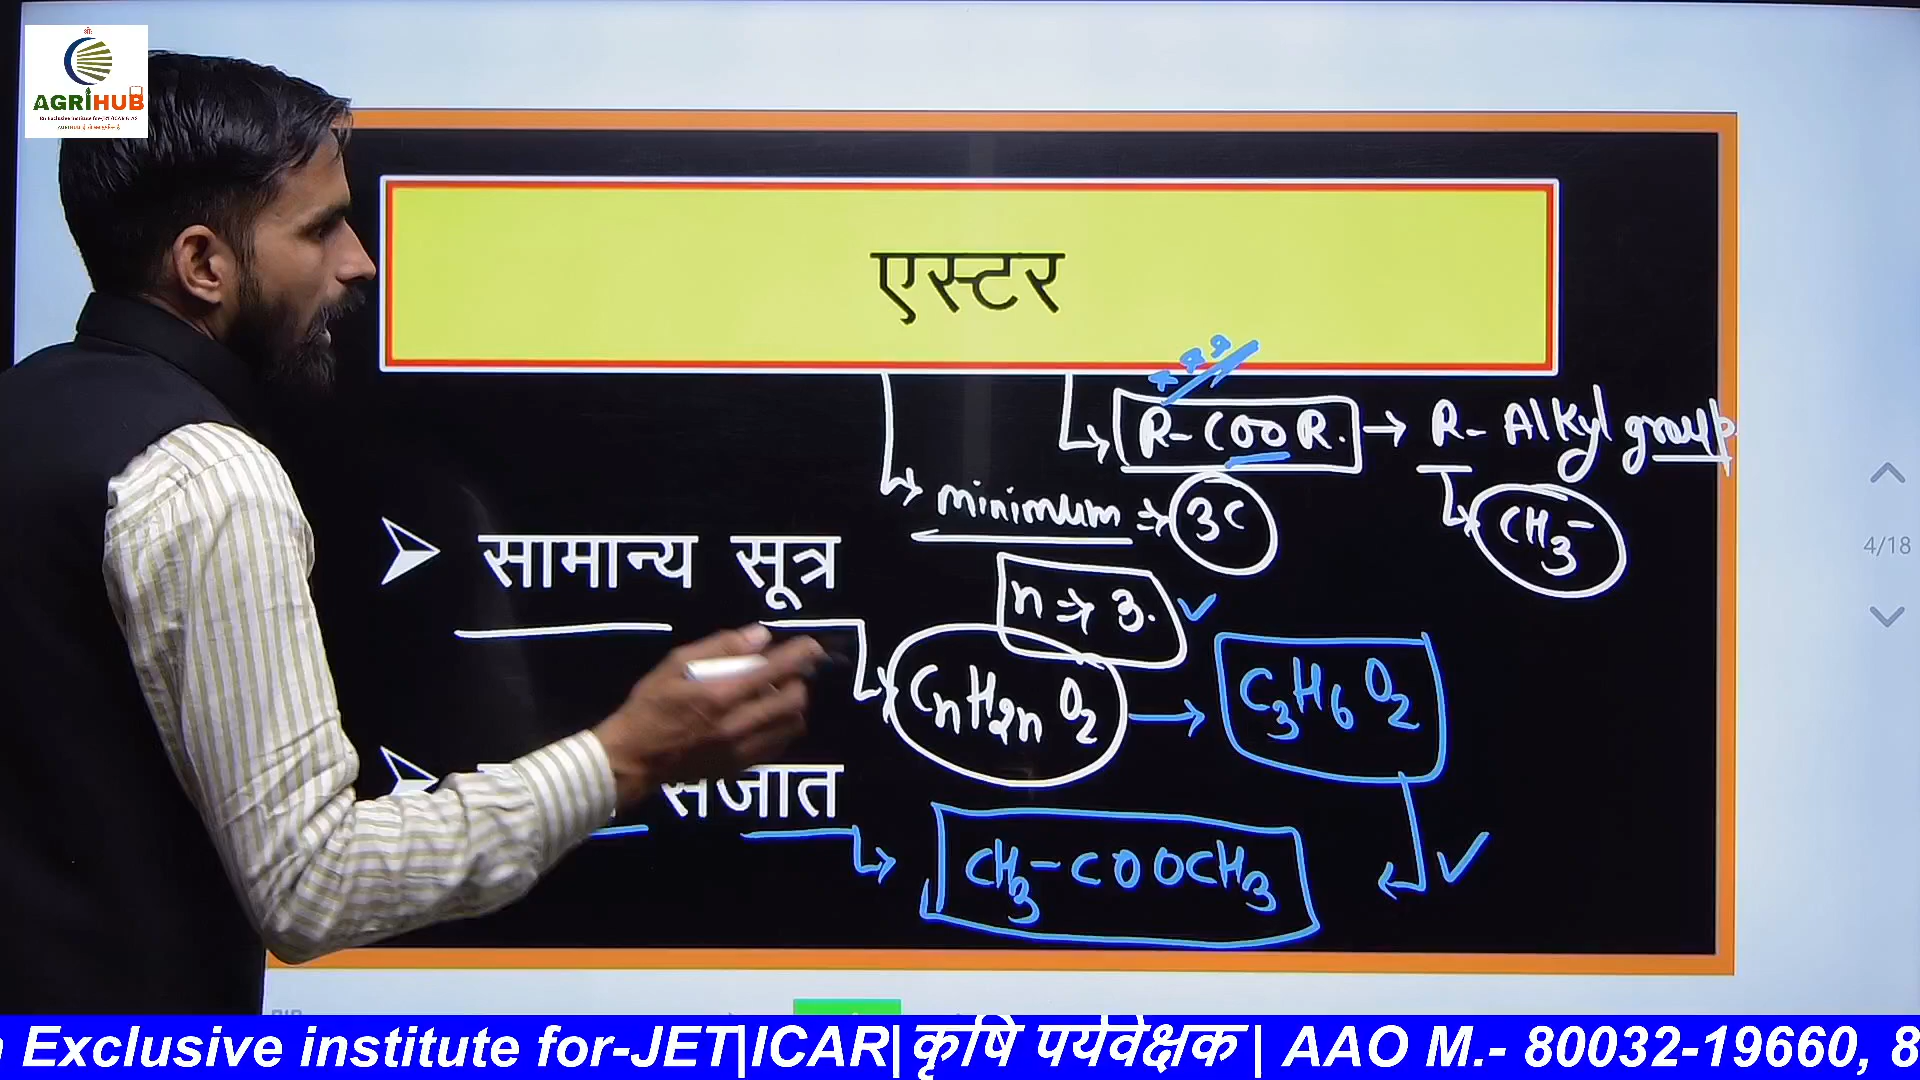 AGRIHUB
एस्टर
R-COOR. → R- Alkyl group
minimum ⇒ 3C
CH3-
सामान्य सूत्र
n ⇒ 3.
CnH2nO2 → C3H6O2
संजात
CH3-COOCH3
Exclusive institute for-JET|ICAR|कृषि पर्यवेक्षक | AAO M.- 80032-19660, 8
4/18